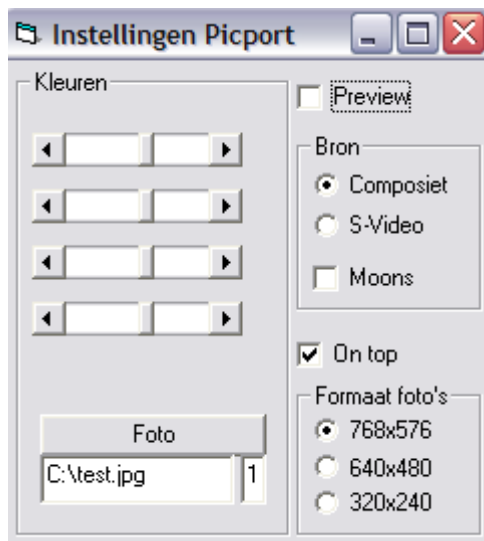 Instellingen Picport
Kleuren
Preview
Bron
Composiet
S-Video
Moons
On top
Foto
C:\test.jpg 1
Formaat foto's
768x576
640x480
320x240